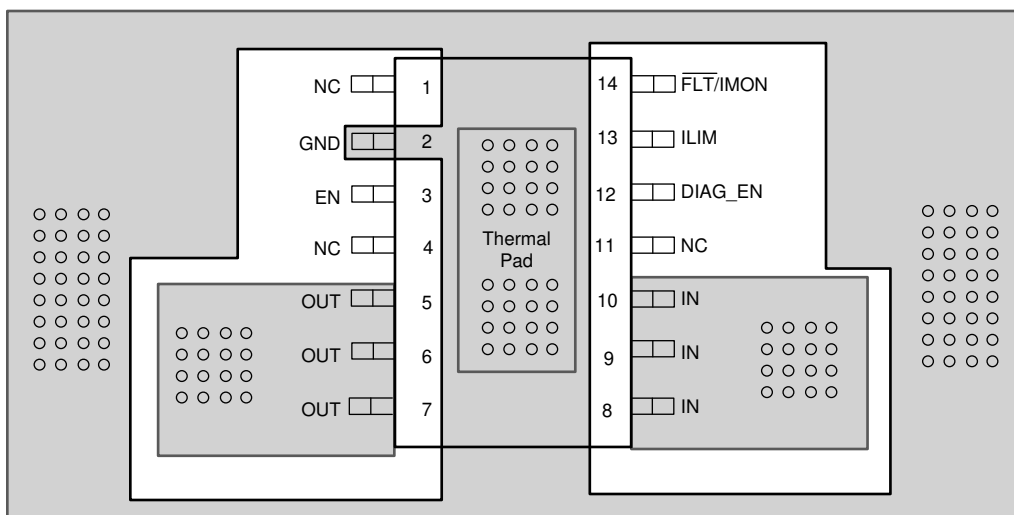 NC 1
GND 2
EN 3
NC 4
OUT 5
OUT 6
OUT 7
Thermal
Pad
14 F̅L̅T̅/IMON
13 ILIM
12 DIAG_EN
11 NC
10 IN
9 IN
8 IN